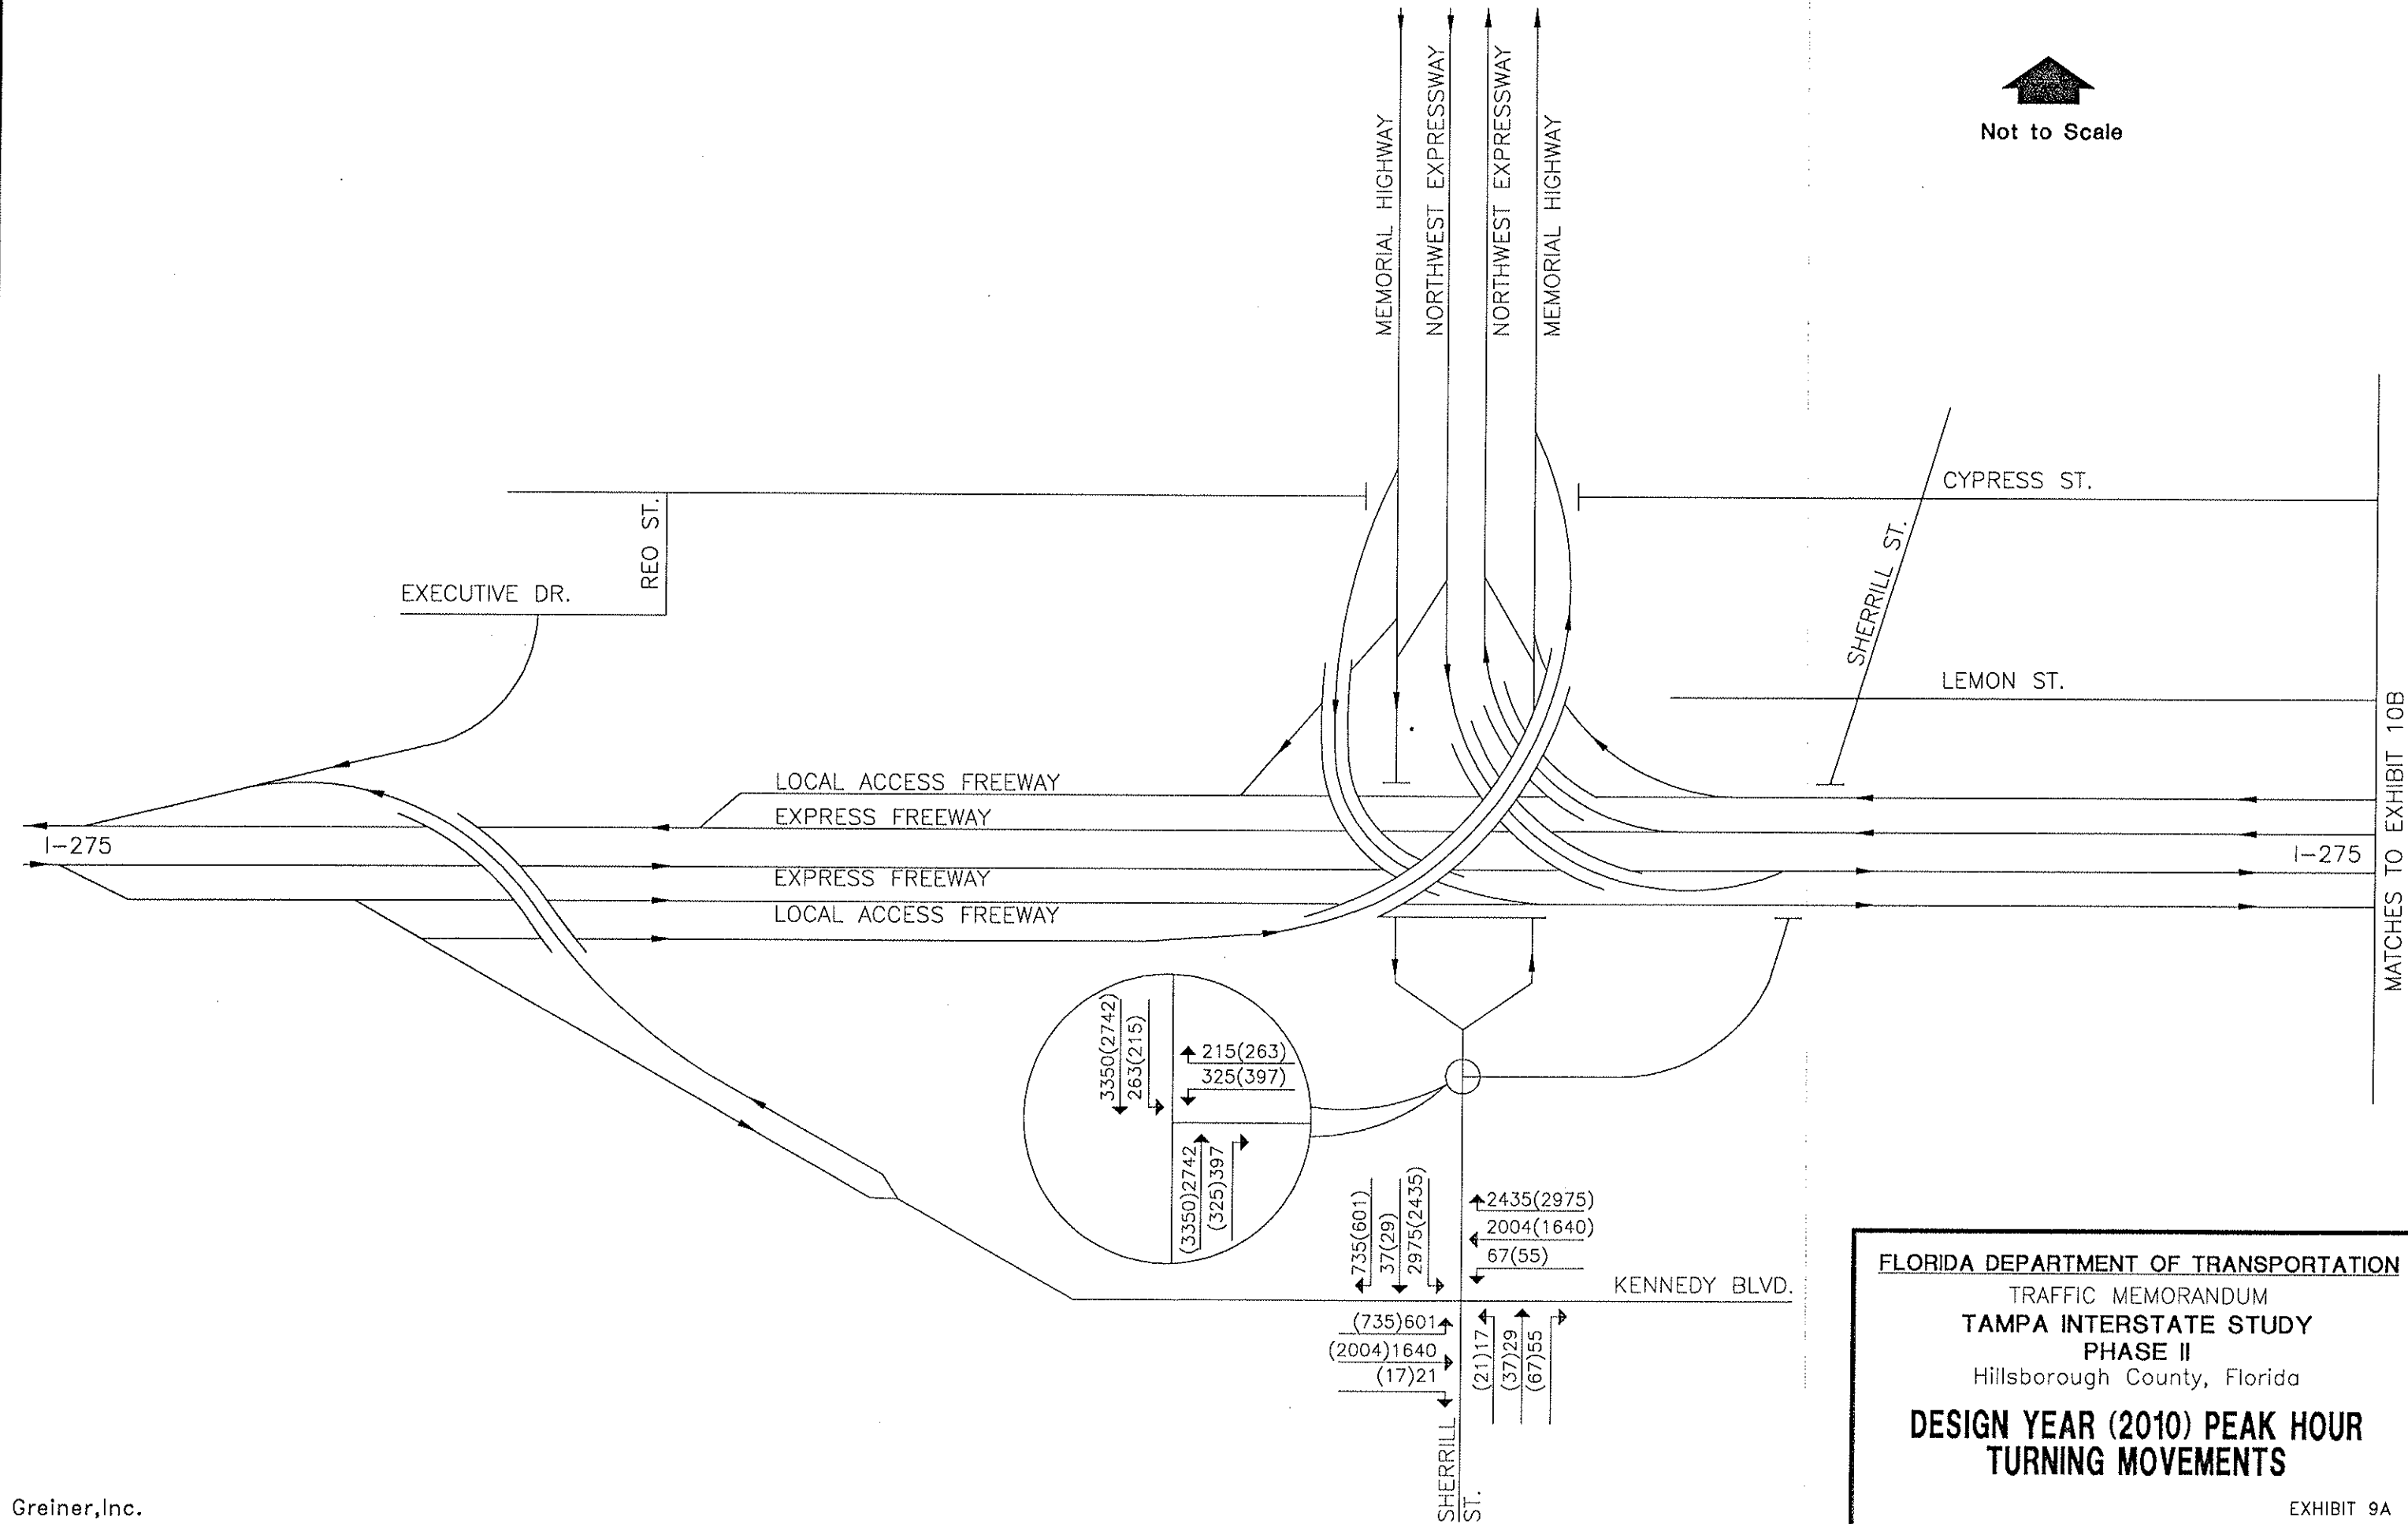 MEMORIAL HIGHWAY
NORTHWEST EXPRESSWAY
NORTHWEST EXPRESSWAY
MEMORIAL HIGHWAY
Not to Scale
CYPRESS ST.
REO ST.
EXECUTIVE DR.
SHERRILL ST.
LEMON ST.
MATCHES TO EXHIBIT 10B
LOCAL ACCESS FREEWAY
EXPRESS FREEWAY
I-275
I-275
EXPRESS FREEWAY
LOCAL ACCESS FREEWAY
3350(2742)
263(215)
215(263)
325(397)
(3350)2742
(325)397
735(601)
37(29)
2975(2435)
2435(2975)
2004(1640)
67(55)
KENNEDY BLVD.
(735)601
(2004)1640
(17)21
(21)17
(37)29
(67)55
SHERRILL
ST.
FLORIDA DEPARTMENT OF TRANSPORTATION
TRAFFIC MEMORANDUM
TAMPA INTERSTATE STUDY
PHASE II
Hillsborough County, Florida
DESIGN YEAR (2010) PEAK HOUR
TURNING MOVEMENTS
Greiner,Inc.
EXHIBIT 9A